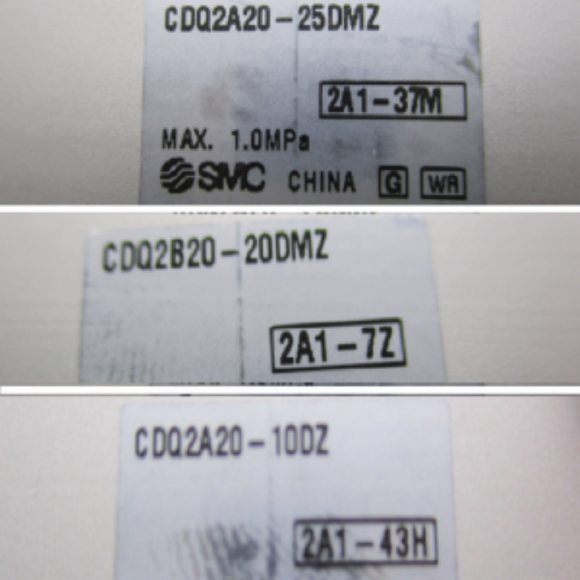 CDQ2A20-25DMZ
2A1-37M
MAX. 1.0MPa
SMC CHINA G WR
CDQ2B20-20DMZ
2A1-7Z
CDQ2A20-10DZ
2A1-43H